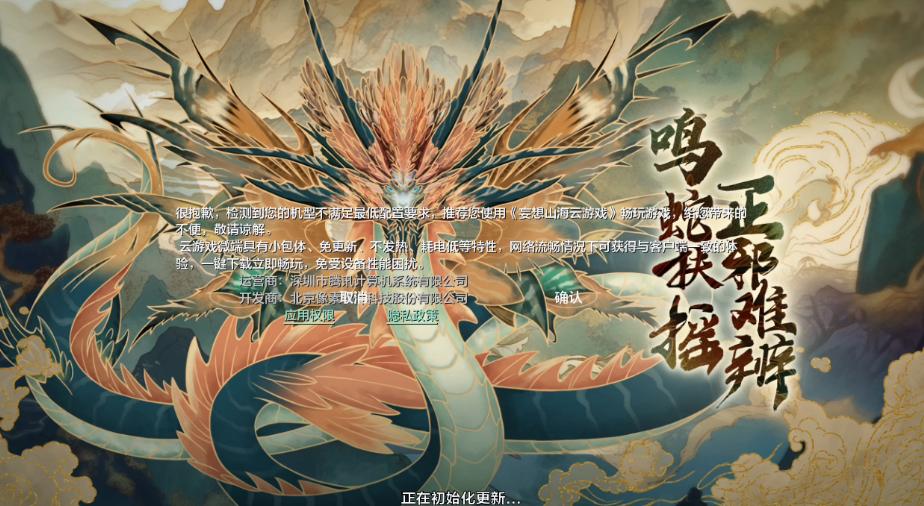 鸣蛇扶摇
正邪难辨
很抱歉，检测到您的机型不满足最低配置要求，推荐您使用《妄想山海云游戏》畅玩游戏，给您带来的
不便，敬请谅解。
云游戏微端具有小包体、免更新、不发热、耗电低等特性，网络流畅情况下可获得与客户端一致的体
验，一键下载立即畅玩，免受设备性能困扰。
运营商：深圳市腾讯计算机系统有限公司
开发商：北京像素 科技股份有限公司
取消 确认
应用权限 隐私政策
正在初始化更新...